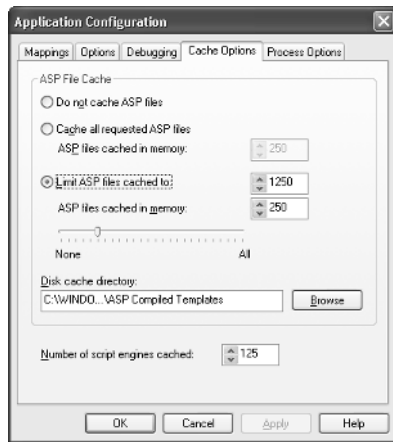 Application Configuration
Mappings Options Debugging Cache Options Process Options
ASP File Cache
Do not cache ASP files
Cache all requested ASP files
ASP files cached in memory: 250
Limit ASP files cached to: 1250
ASP files cached in memory: 250
None All
Disk cache directory:
C:\WINDO...\ASP Compiled Templates Browse
Number of script engines cached: 125
OK Cancel Apply Help